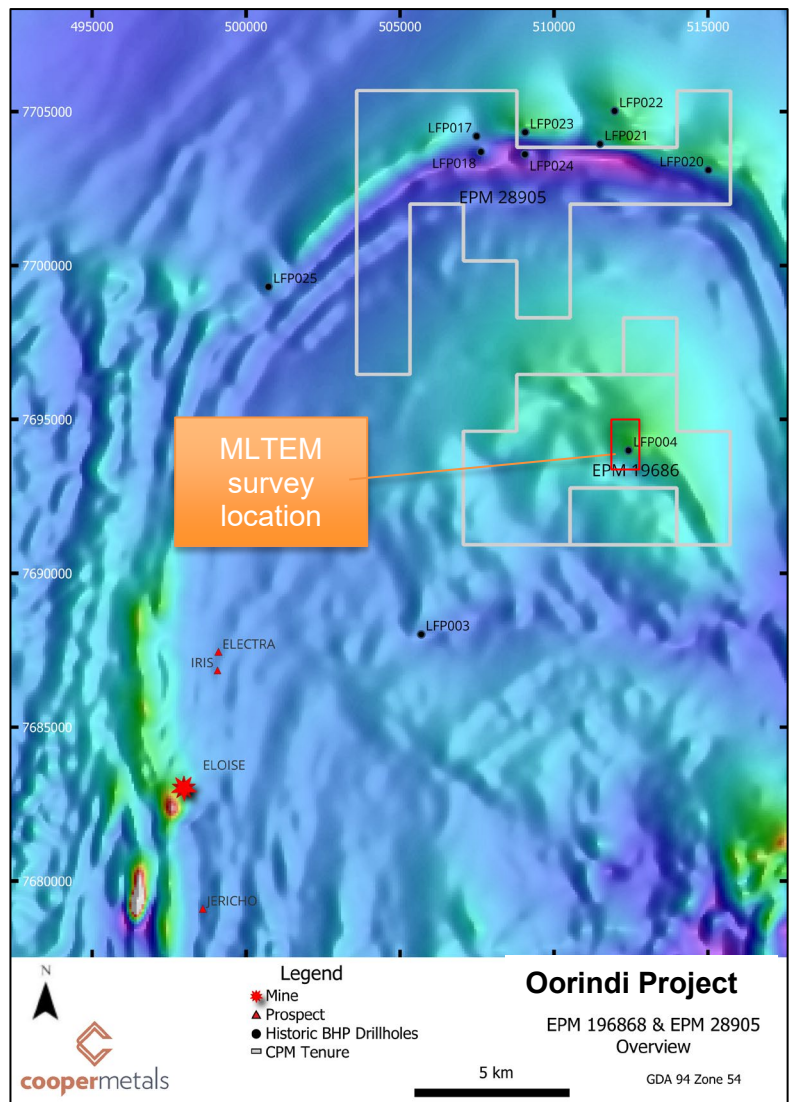 495000
500000
505000
510000
515000
7705000
LFP022
LFP017
LFP023
LFP021
LFP018
LFP024
LFP020
EPM 28905
7700000
LFP025
7695000
MLTEM
survey
location
LFP004
EPM 19686
7690000
LFP003
ELECTRA
IRIS
7685000
ELOISE
7680000
JERICHO
N
coopermetals
Legend
Mine
Prospect
Historic BHP Drillholes
CPM Tenure
Oorindi Project
EPM 196868 & EPM 28905
Overview
5 km
GDA 94 Zone 54